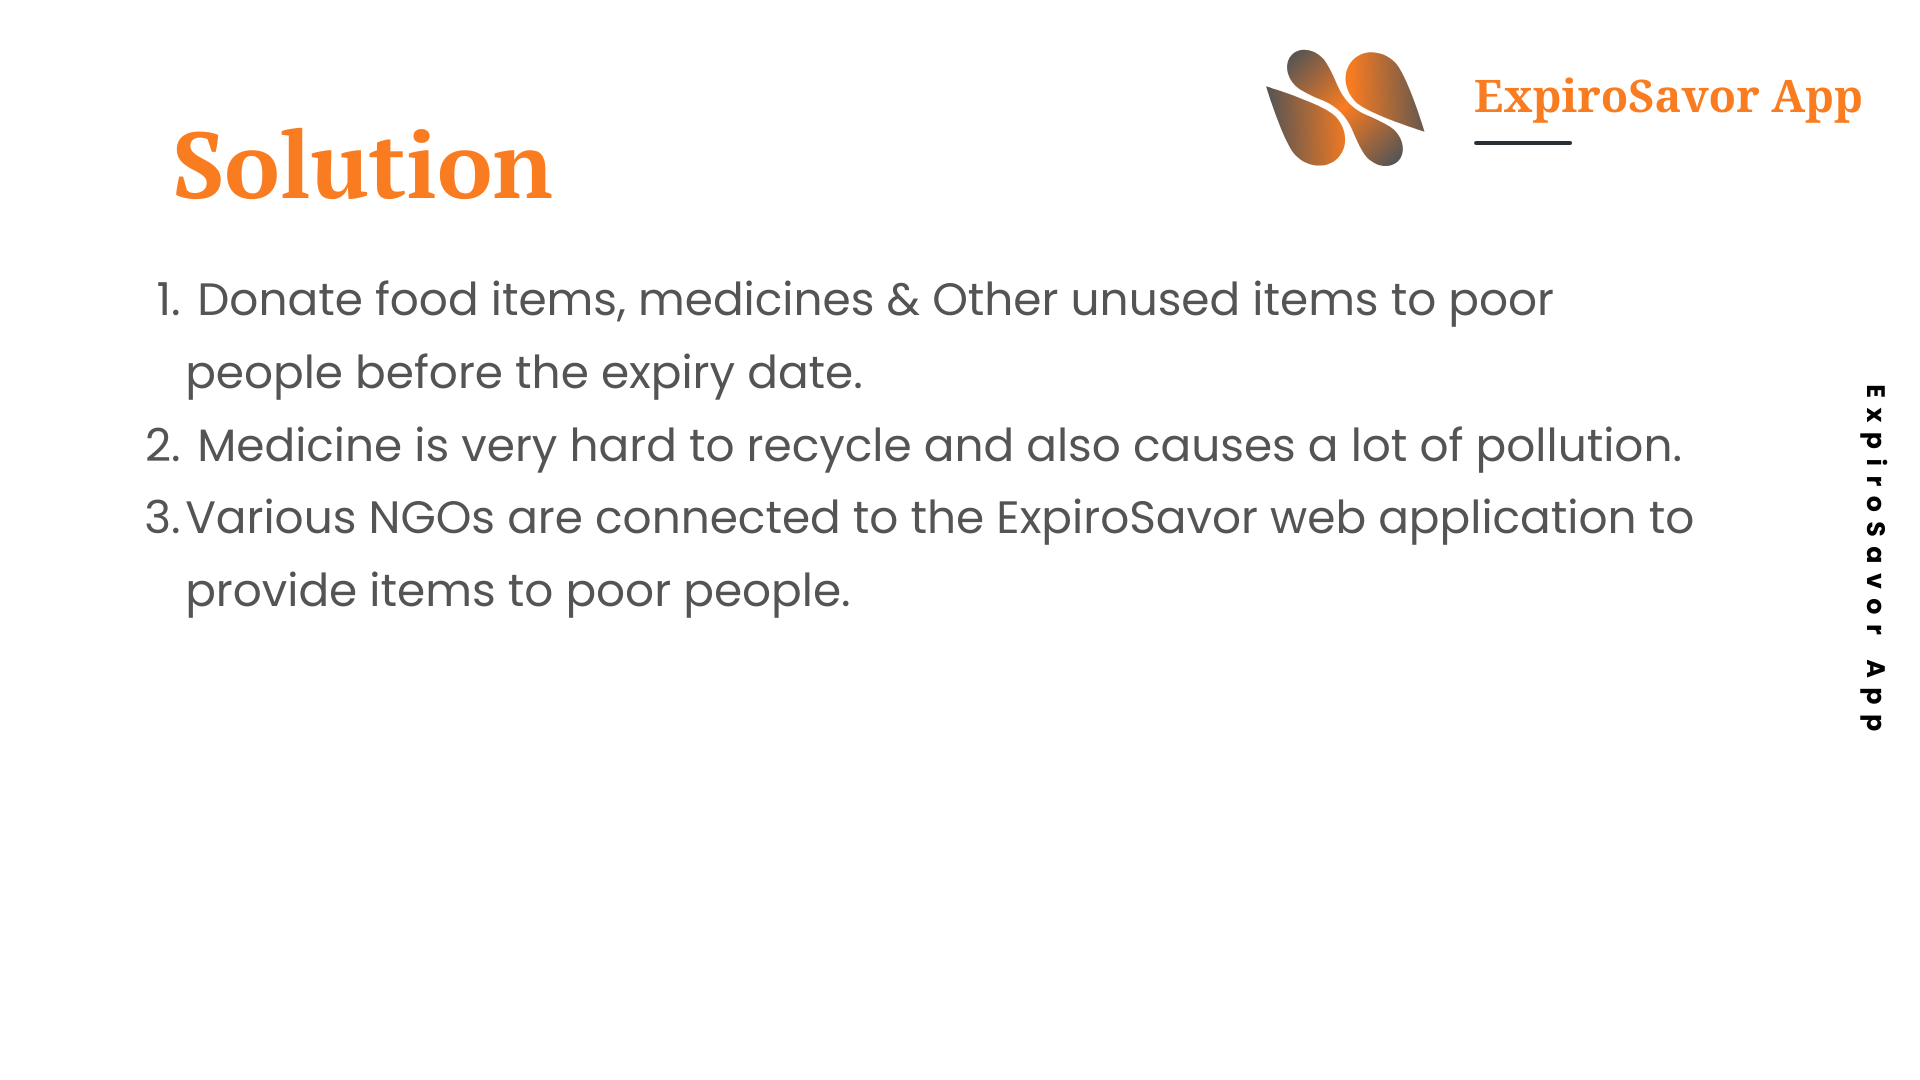 ExpiroSavor App
Solution
1. Donate food items, medicines & Other unused items to poor
people before the expiry date.
2. Medicine is very hard to recycle and also causes a lot of pollution.
3. Various NGOs are connected to the ExpiroSavor web application to
provide items to poor people.
ExpiroSavor App